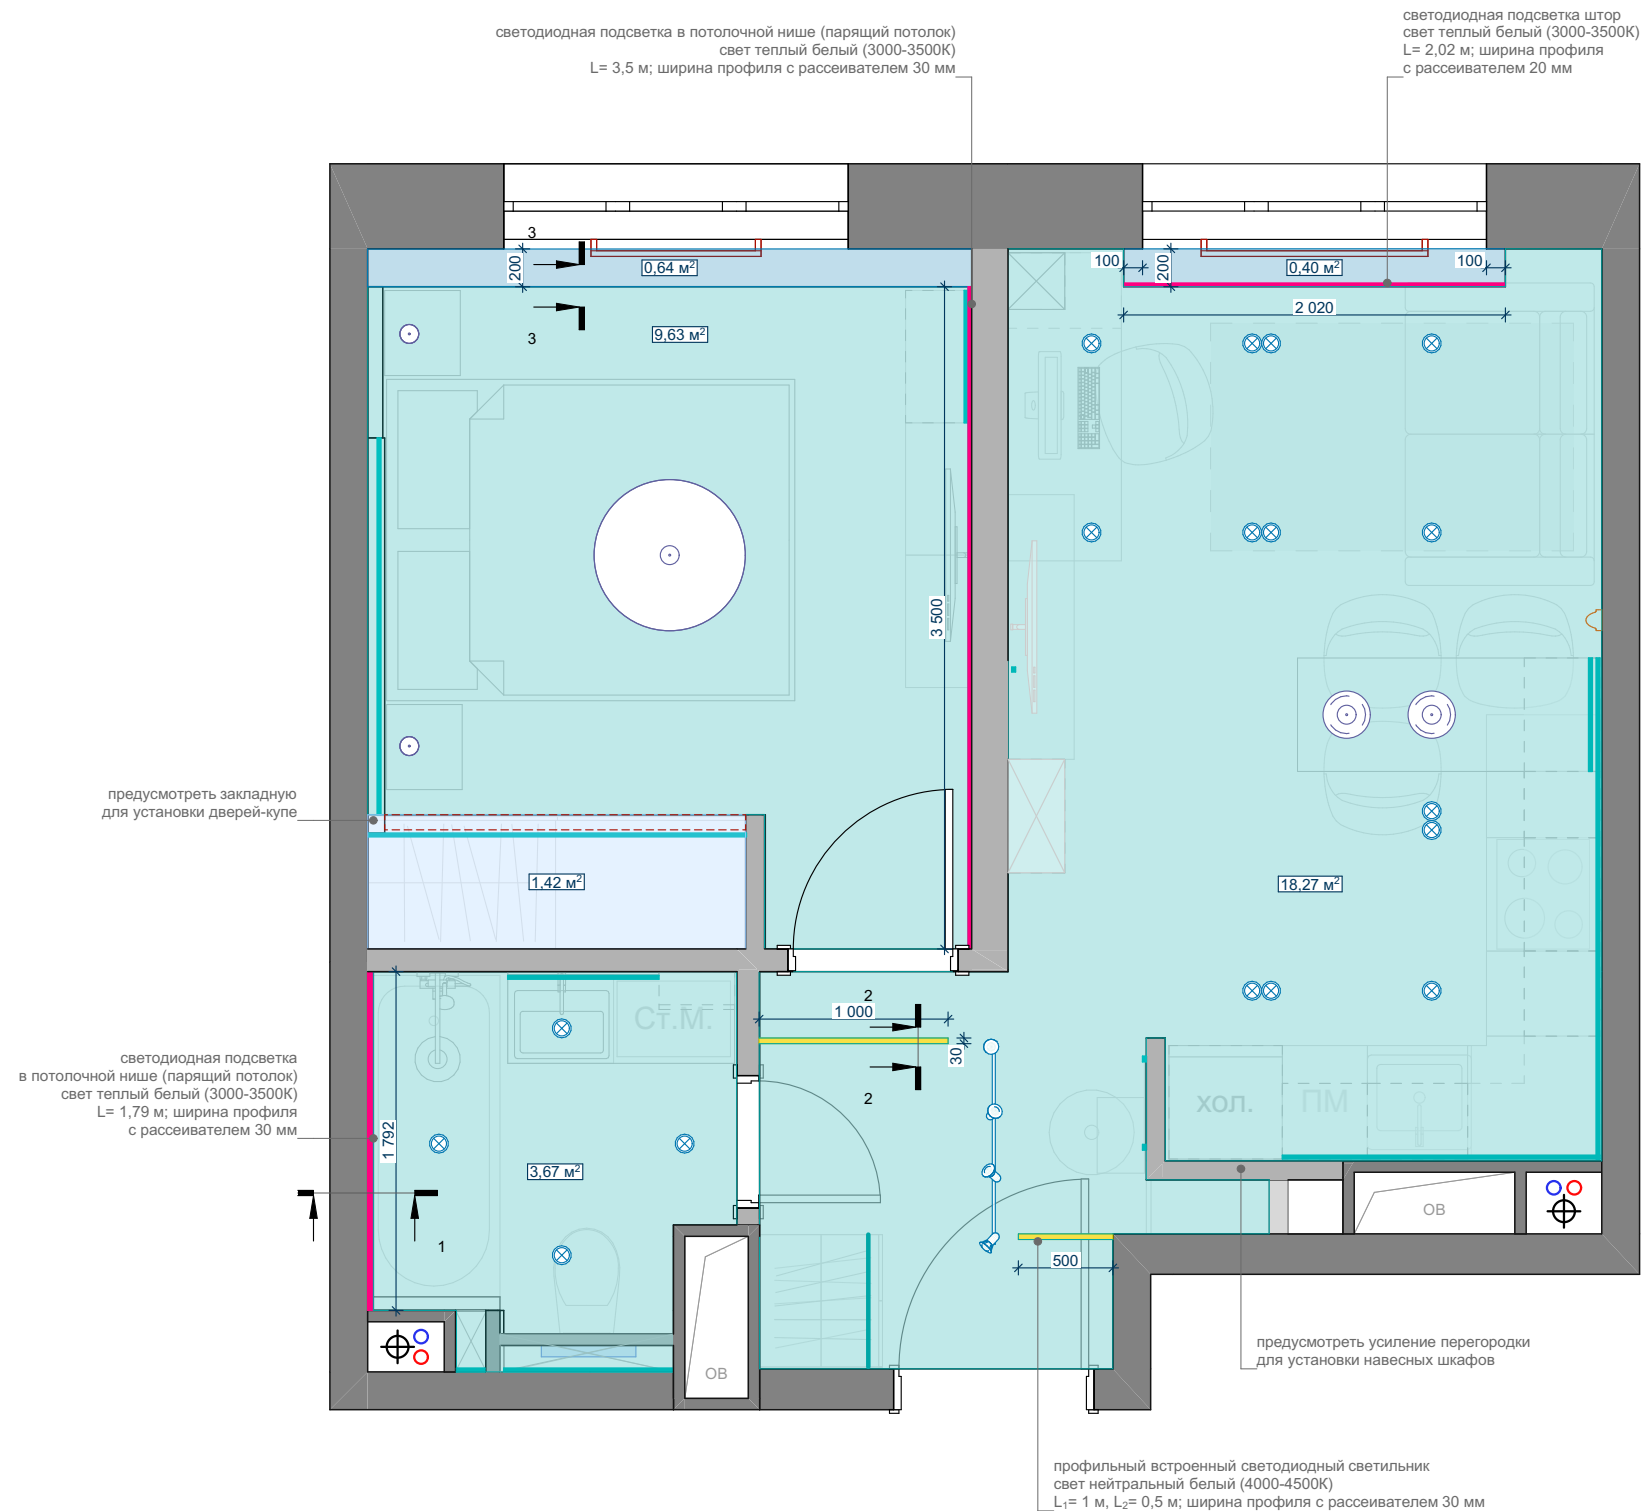 светодиодная подсветка в потолочной нише (парящий потолок)
свет теплый белый (3000-3500К)
L= 3,5 м; ширина профиля с рассеивателем 30 мм
светодиодная подсветка штор
свет теплый белый (3000-3500К)
L= 2,02 м; ширина профиля
с рассеивателем 20 мм
3
200
0,64 м²
3
9,63 м²
100
200
0,40 м²
100
2 020
3 500
предусмотреть закладную
для установки дверей-купе
1,42 м²
18,27 м²
светодиодная подсветка
в потолочной нише (парящий потолок)
свет теплый белый (3000-3500К)
L= 1,79 м; ширина профиля
с рассеивателем 30 мм
Ст.М.
2
1 000
30
2
1 792
3,67 м²
1
хол.
ПМ
500
ОВ
ОВ
предусмотреть усиление перегородки
для установки навесных шкафов
профильный встроенный светодиодный светильник
свет нейтральный белый (4000-4500К)
L₁= 1 м, L₂= 0,5 м; ширина профиля с рассеивателем 30 мм